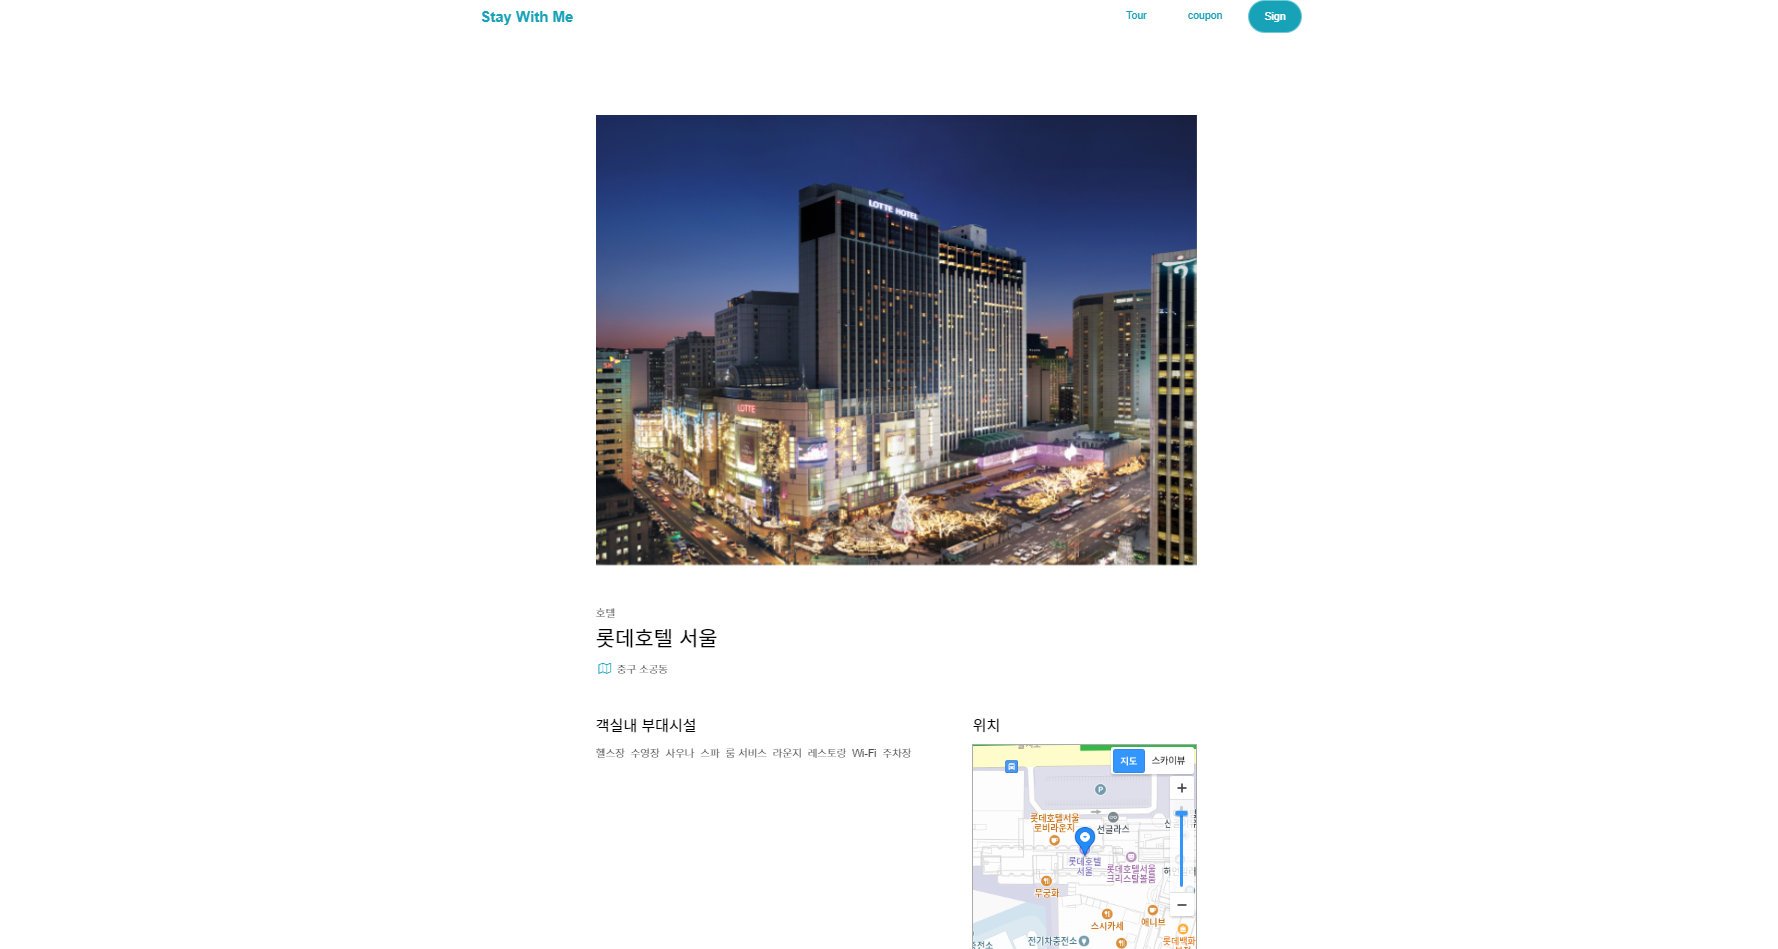 Stay With Me
Tour
coupon
Sign
LOTTE HOTEL
LOTTE
호텔
롯데호텔 서울
중구 소공동
객실내 부대시설
헬스장 수영장 사우나 스파 룸 서비스 라운지 레스토랑 Wi-Fi 주차장
위치
지도
스카이뷰
P
롯데호텔서울
로비라운지
선글라스
롯데호텔
서울
롯데호텔서울
크리스탈볼룸
무궁화
스시카세
애니브
전기차충전소
롯데백화